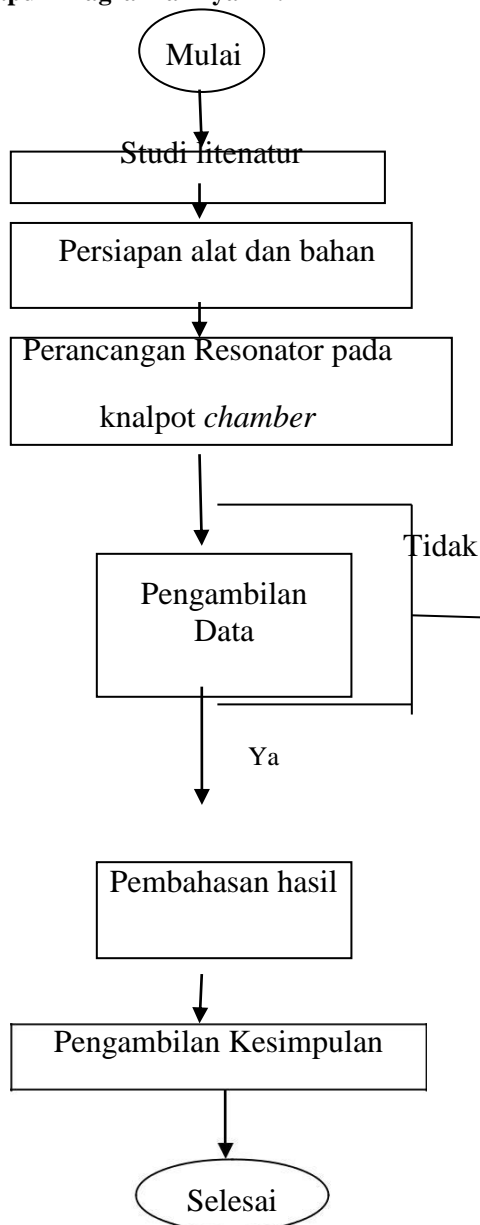 Mulai
Studi litenatur
Persiapan alat dan bahan
Perancangan Resonator pada
knalpot chamber
Tidak
Pengambilan
Data
Ya
Pembahasan hasil
Pengambilan Kesimpulan
Selesai